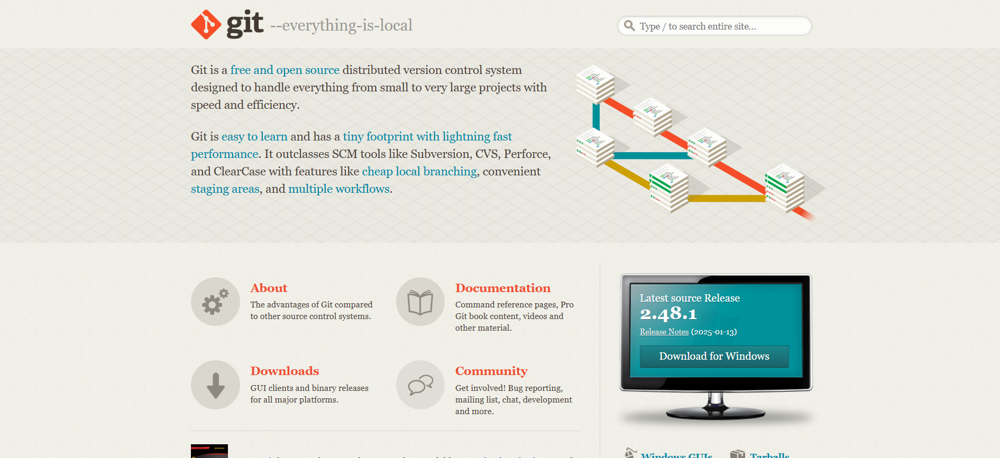 git --everything-is-local
Type / to search entire site...
Git is a free and open source distributed version control system
designed to handle everything from small to very large projects with
speed and efficiency.
Git is easy to learn and has a tiny footprint with lightning fast
performance. It outclasses SCM tools like Subversion, CVS, Perforce,
and ClearCase with features like cheap local branching, convenient
staging areas, and multiple workflows.
About
The advantages of Git compared
to other source control systems.
Documentation
Command reference pages, Pro
Git book content, videos and
other material.
Downloads
GUI clients and binary releases
for all major platforms.
Community
Get involved! Bug reporting,
mailing list, chat, development
and more.
Latest source Release
2.48.1
Release Notes (2025-01-13)
Download for Windows
Windows GUIs
Tarballs